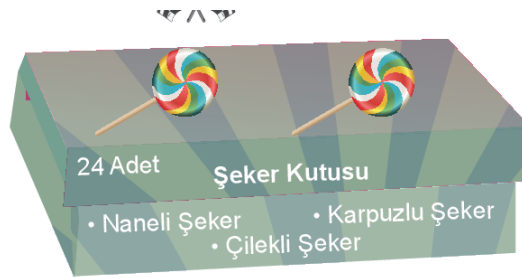 24 Adet
Şeker Kutusu
• Naneli Şeker
• Karpuzlu Şeker
• Çilekli Şeker